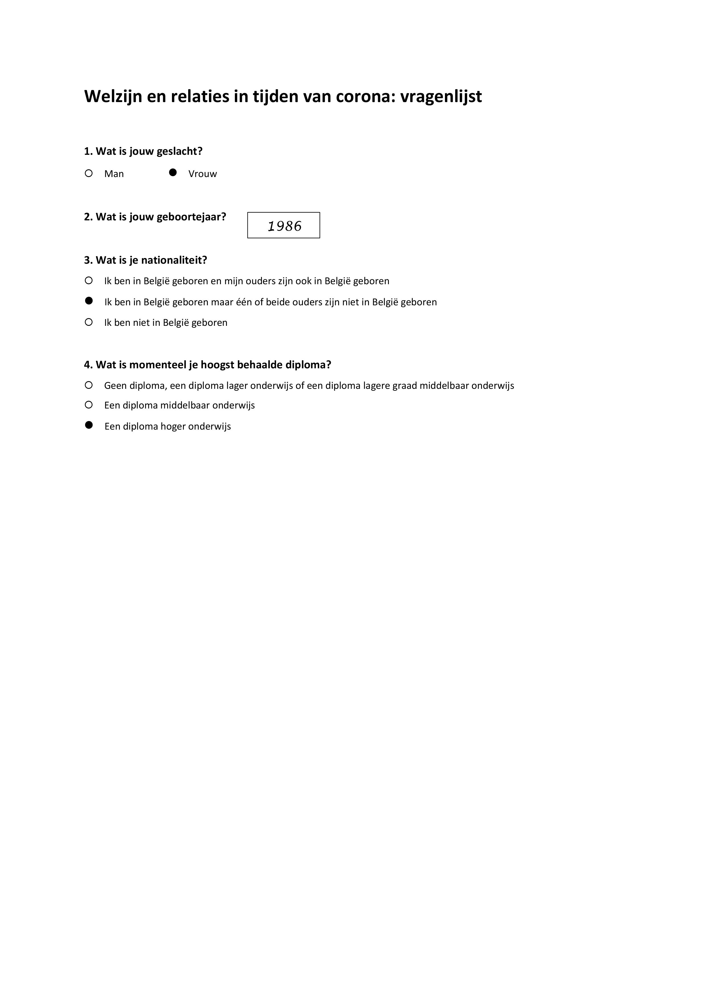 Welzijn en relaties in tijden van corona: vragenlijst
1. Wat is jouw geslacht?
○ Man ● Vrouw
2. Wat is jouw geboortejaar? 1986
3. Wat is je nationaliteit?
○ Ik ben in België geboren en mijn ouders zijn ook in België geboren
● Ik ben in België geboren maar één of beide ouders zijn niet in België geboren
○ Ik ben niet in België geboren
4. Wat is momenteel je hoogst behaalde diploma?
○ Geen diploma, een diploma lager onderwijs of een diploma lagere graad middelbaar onderwijs
○ Een diploma middelbaar onderwijs
● Een diploma hoger onderwijs